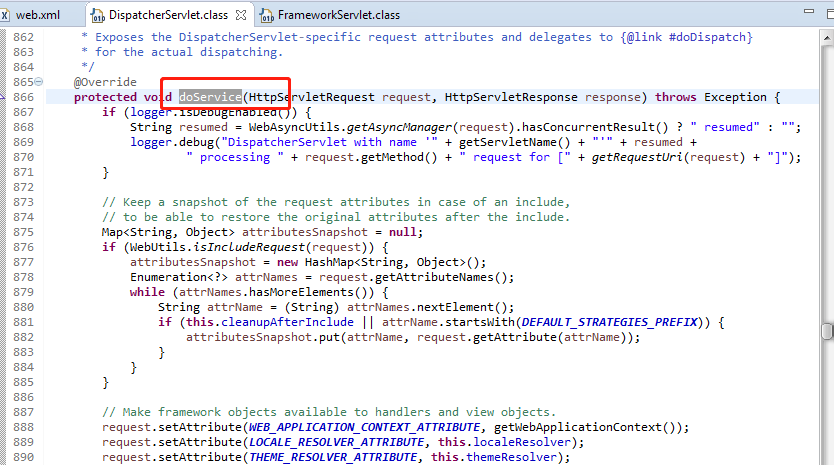 web.xml DispatcherServlet.class FrameworkServlet.class
862 * Exposes the DispatcherServlet-specific request attributes and delegates to {@link #doDispatch}
863 * for the actual dispatching.
864 */
865 @Override
866 protected void doService(HttpServletRequest request, HttpServletResponse response) throws Exception {
867 if (logger.isDebugEnabled()) {
868 String resumed = WebAsyncUtils.getAsyncManager(request).hasConcurrentResult() ? " resumed" : "";
869 logger.debug("DispatcherServlet with name '" + getServletName() + "'" + resumed +
870 " processing " + request.getMethod() + " request for [" + getRequestUri(request) + "]");
871 }
872
873 // Keep a snapshot of the request attributes in case of an include,
874 // to be able to restore the original attributes after the include.
875 Map<String, Object> attributesSnapshot = null;
876 if (WebUtils.isIncludeRequest(request)) {
877 attributesSnapshot = new HashMap<String, Object>();
878 Enumeration<?> attrNames = request.getAttributeNames();
879 while (attrNames.hasMoreElements()) {
880 String attrName = (String) attrNames.nextElement();
881 if (this.cleanupAfterInclude || attrName.startsWith(DEFAULT_STRATEGIES_PREFIX)) {
882 attributesSnapshot.put(attrName, request.getAttribute(attrName));
883 }
884 }
885 }
886
887 // Make framework objects available to handlers and view objects.
888 request.setAttribute(WEB_APPLICATION_CONTEXT_ATTRIBUTE, getWebApplicationContext());
889 request.setAttribute(LOCALE_RESOLVER_ATTRIBUTE, this.localeResolver);
890 request.setAttribute(THEME_RESOLVER_ATTRIBUTE, this.themeResolver);